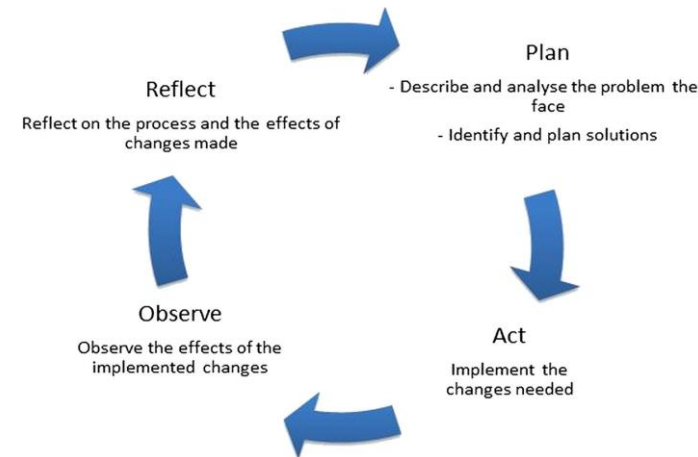 Plan
- Describe and analyse the problem the
face
- Identify and plan solutions
Act
Implement the
changes needed
Observe
Observe the effects of the
implemented changes
Reflect
Reflect on the process and the effects of
changes made